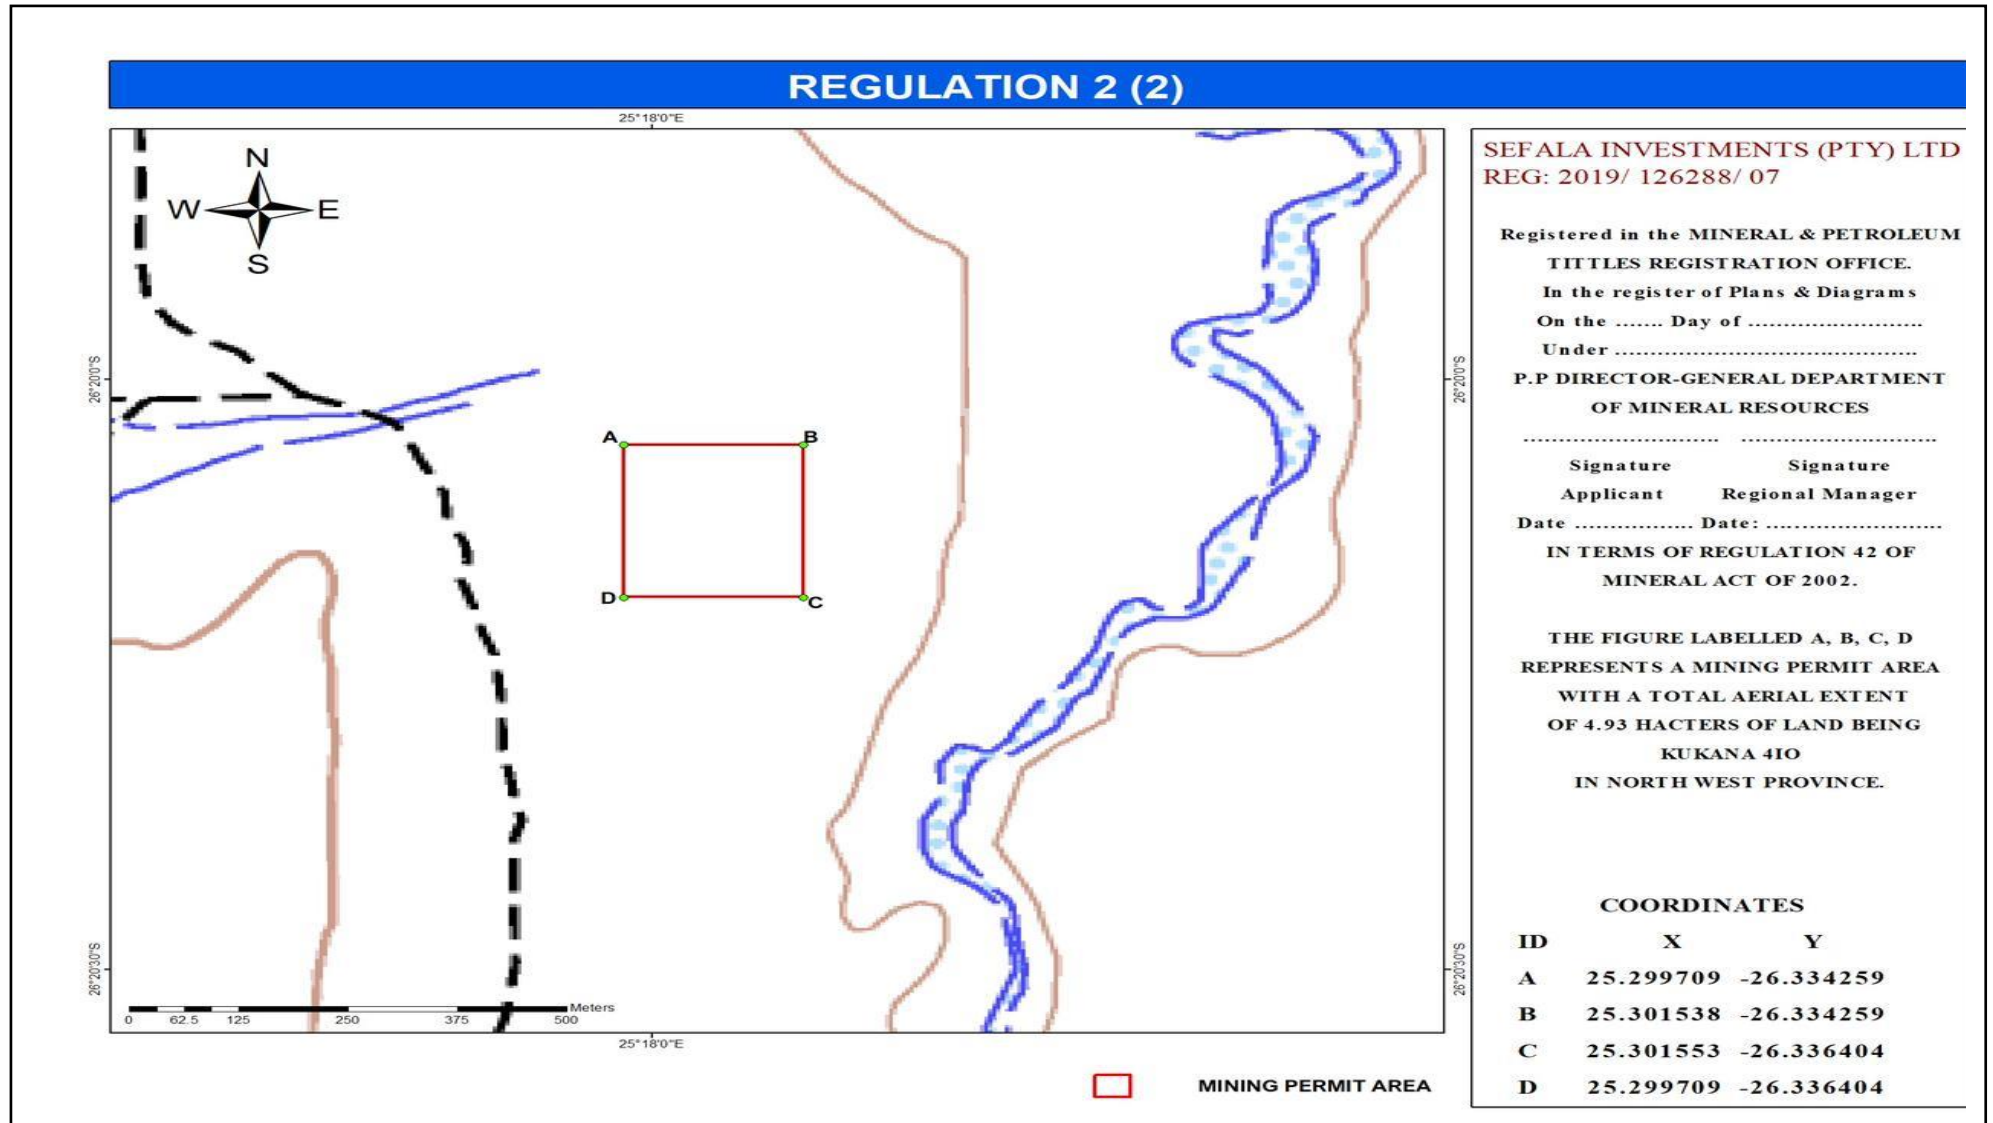 REGULATION 2 (2)
25°18'0"E
N
W E
S
26°20'0"S
26°20'0"S
A B
D C
26°20'30"S
26°20'30"S
Meters
0 62.5 125 250 375 500
25°18'0"E
MINING PERMIT AREA
SEFALA INVESTMENTS (PTY) LTD
REG: 2019/ 126288/ 07
Registered in the MINERAL & PETROLEUM
TITTLES REGISTRATION OFFICE.
In the register of Plans & Diagrams
On the ....... Day of ..........................
Under ............................................
P.P DIRECTOR-GENERAL DEPARTMENT
OF MINERAL RESOURCES
............................ ............................
Signature Signature
Applicant Regional Manager
Date ................. Date: .........................
IN TERMS OF REGULATION 42 OF
MINERAL ACT OF 2002.
THE FIGURE LABELLED A, B, C, D
REPRESENTS A MINING PERMIT AREA
WITH A TOTAL AERIAL EXTENT
OF 4.93 HACTERS OF LAND BEING
KUKANA 4IO
IN NORTH WEST PROVINCE.
COORDINATES
ID X Y
A 25.299709 -26.334259
B 25.301538 -26.334259
C 25.301553 -26.336404
D 25.299709 -26.336404